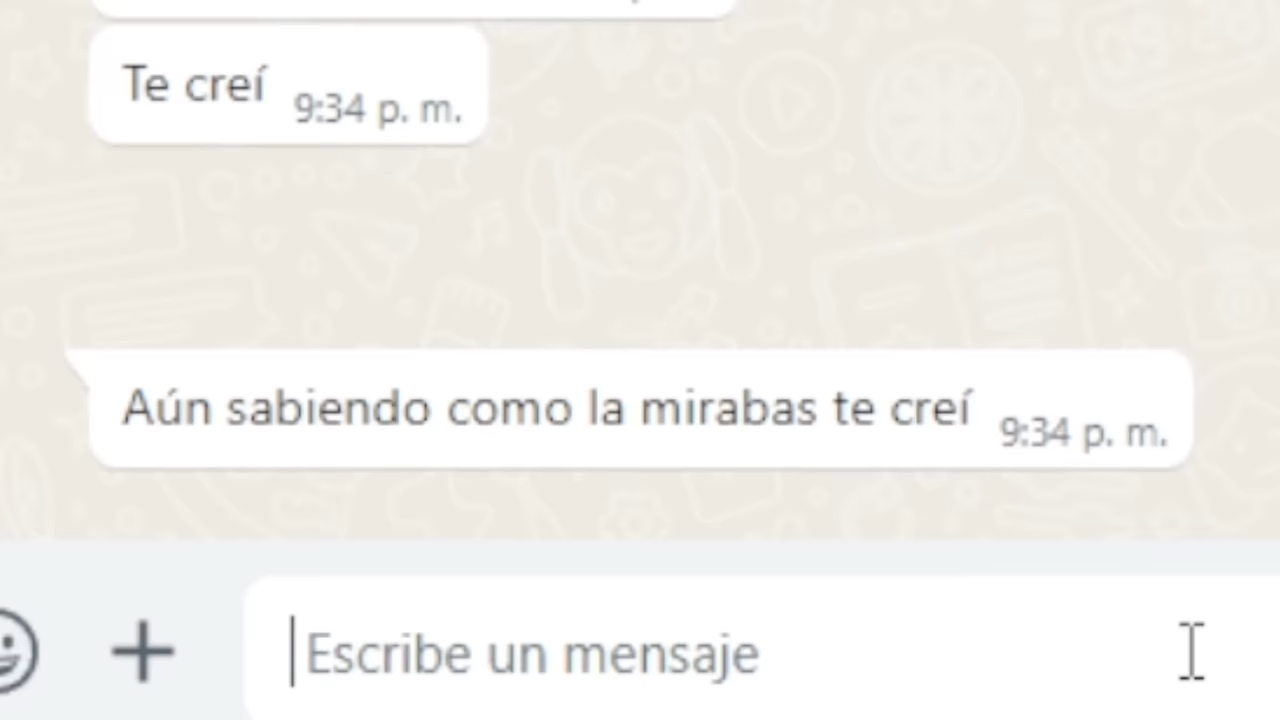 Te creí 9:34 p. m.
Aún sabiendo como la mirabas te creí 9:34 p. m.
Escribe un mensaje